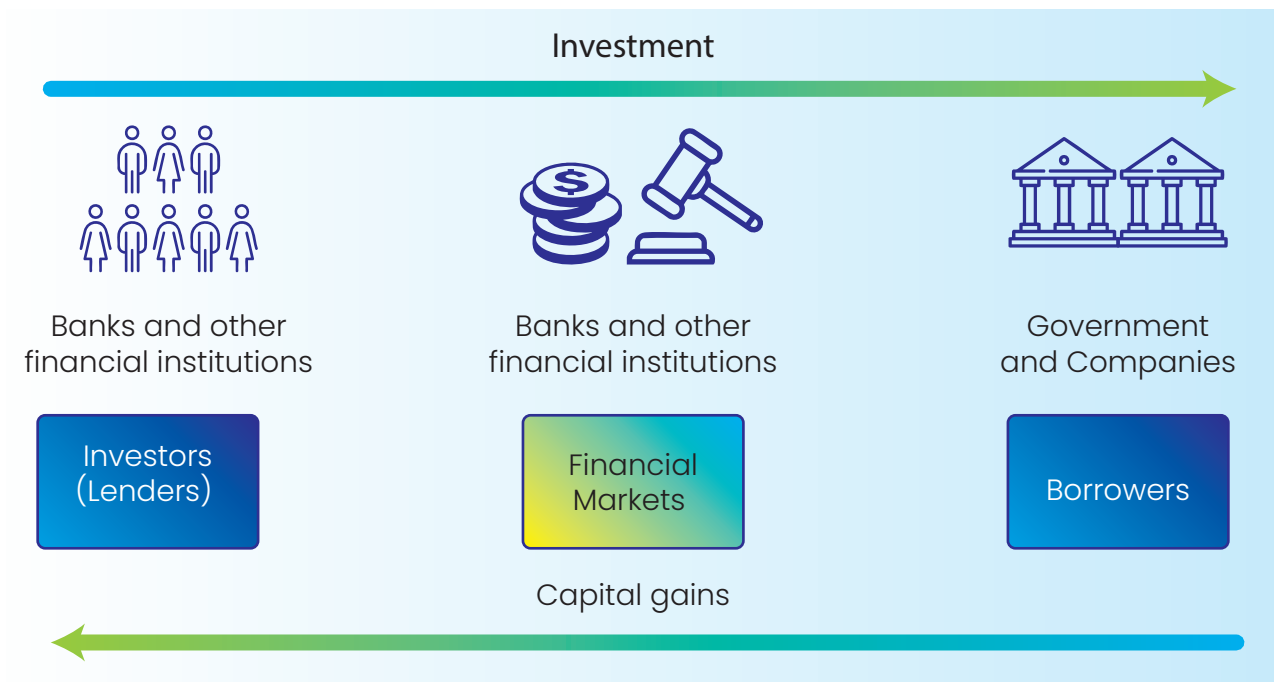 Investment
$
Banks and other
financial institutions
Banks and other
financial institutions
Government
and Companies
Investors
(Lenders)
Financial
Markets
Borrowers
Capital gains